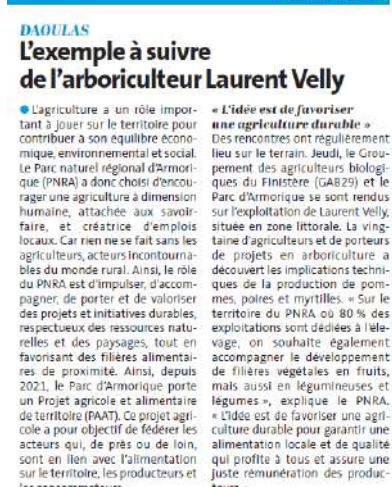 DAOULAS
L'exemple à suivre
de l'arboriculteur Laurent Velly
L'agriculture a un rôle impor-
tant à jouer sur le territoire pour
contribuer à son équilibre écono-
mique, environnemental et social.
Le Parc naturel régional d'Armori-
que (PNRA) a donc choisi d'encou-
rager une agriculture à dimension
humaine, attachée aux savoir-
faire, et créatrice d'emplois
locaux. Car rien ne se fait sans les
agriculteurs, acteurs incontourna-
bles du monde rural. Ainsi, le rôle
du PNRA est d'impulser, d'accom-
pagner, de porter et de valoriser
des projets et initiatives durables,
respectueux des ressources natu-
relles et des paysages, tout en
favorisant des filières alimentai-
res de proximité. Ainsi, depuis
2021, le Parc d'Armorique porte
un Projet agricole et alimentaire
de territoire (PAAT). Ce projet agri-
cole a pour objectif de fédérer les
acteurs qui, de près ou de loin,
sont en lien avec l'alimentation
sur le territoire, les producteurs et
les consommateurs.
« L'idée est de favoriser
une agriculture durable »
Des rencontres ont régulièrement
lieu sur le terrain. Jeudi, le Grou-
pement des agriculteurs biologi-
ques du Finistère (GAB29) et le
Parc d'Armorique se sont rendus
sur l'exploitation de Laurent Velly,
située en zone littorale. La ving-
taine d'agriculteurs et de porteurs
de projets en arboriculture a
découvert les implications techni-
ques de la production de pom-
mes, poires et myrtilles. « Sur le
territoire du PNRA où 80 % des
exploitations sont dédiées à l'éle-
vage, on souhaite également
accompagner le développement
de filières végétales en fruits,
mais aussi en légumineuses et
légumes », explique le PNRA.
« L'idée est de favoriser une agri-
culture durable pour garantir une
alimentation locale et de qualité
qui profite à tous et assure une
juste rémunération des produc-
teurs ».